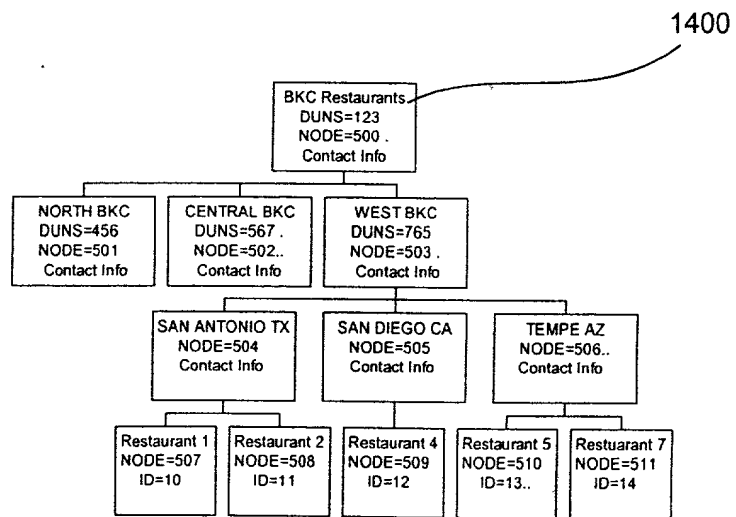 1400
BKC Restaurants
DUNS=123
NODE=500 .
Contact Info
NORTH BKC
DUNS=456
NODE=501
Contact Info
CENTRAL BKC
DUNS=567 .
NODE=502..
Contact Info
WEST BKC
DUNS=765
NODE=503 .
Contact Info
SAN ANTONIO TX
NODE=504
Contact Info
SAN DIEGO CA
NODE=505
Contact Info
TEMPE AZ
NODE=506..
Contact Info
Restaurant 1
NODE=507
ID=10
Restaurant 2
NODE=508
ID=11
Restaurant 4
NODE=509
ID=12
Restaurant 5
NODE=510
ID=13..
Restuarant 7
NODE=511
ID=14